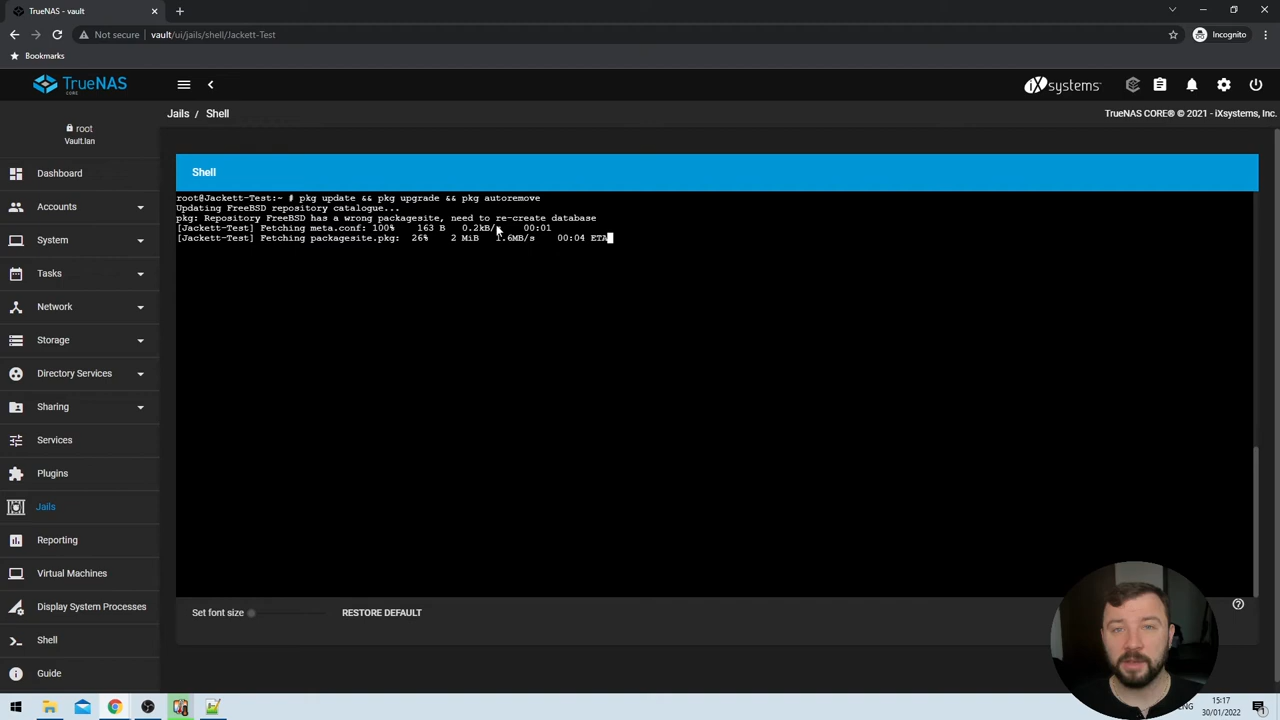 TrueNAS - vault
Not secure
vault/ui/jails/shell/Jackett-Test
Incognito
Bookmarks
TrueNAS
CORE
iXsystems
Jails / Shell
TrueNAS CORE® © 2021 - iXsystems, Inc.
root
Vault.lan
Dashboard
Accounts
System
Tasks
Network
Storage
Directory Services
Sharing
Services
Plugins
Jails
Reporting
Virtual Machines
Display System Processes
Shell
Guide
Shell
root@Jackett-Test:~ # pkg update && pkg upgrade && pkg autoremove
Updating FreeBSD repository catalogue...
pkg: Repository FreeBSD has a wrong packagesite, need to re-create database
[Jackett-Test] Fetching meta.conf: 100% 163 B 0.2kB/s 00:01
[Jackett-Test] Fetching packagesite.pkg: 26% 2 MiB 1.6MB/s 00:04 ETA
Set font size
RESTORE DEFAULT
15:17
30/01/2022